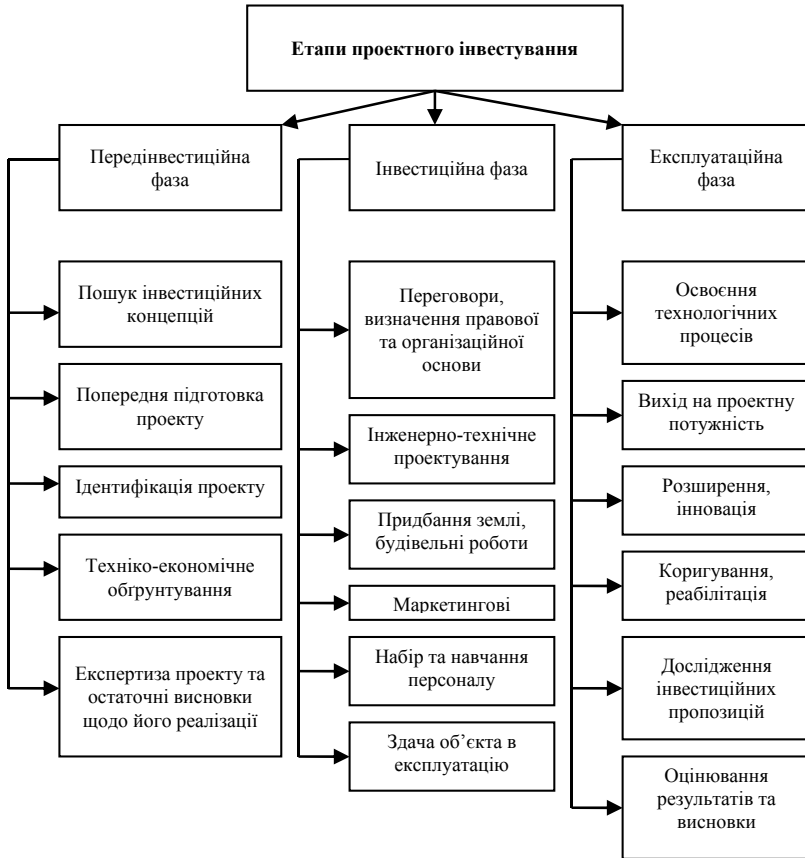 Етапи проектного інвестування
Передінвестиційна
фаза
Інвестиційна фаза
Експлуатаційна
фаза
Пошук інвестиційних
концепцій
Попередня підготовка
проекту
Ідентифікація проекту
Техніко-економічне
обґрунтування
Експертиза проекту та
остаточні висновки
щодо його реалізації
Переговори,
визначення правової
та організаційної
основи
Інженерно-технічне
проектування
Придбання землі,
будівельні роботи
Маркетингові
Набір та навчання
персоналу
Здача об’єкта в
експлуатацію
Освоєння
технологічних
процесів
Вихід на проектну
потужність
Розширення,
інновація
Коригування,
реабілітація
Дослідження
інвестиційних
пропозицій
Оцінювання
результатів та
висновки